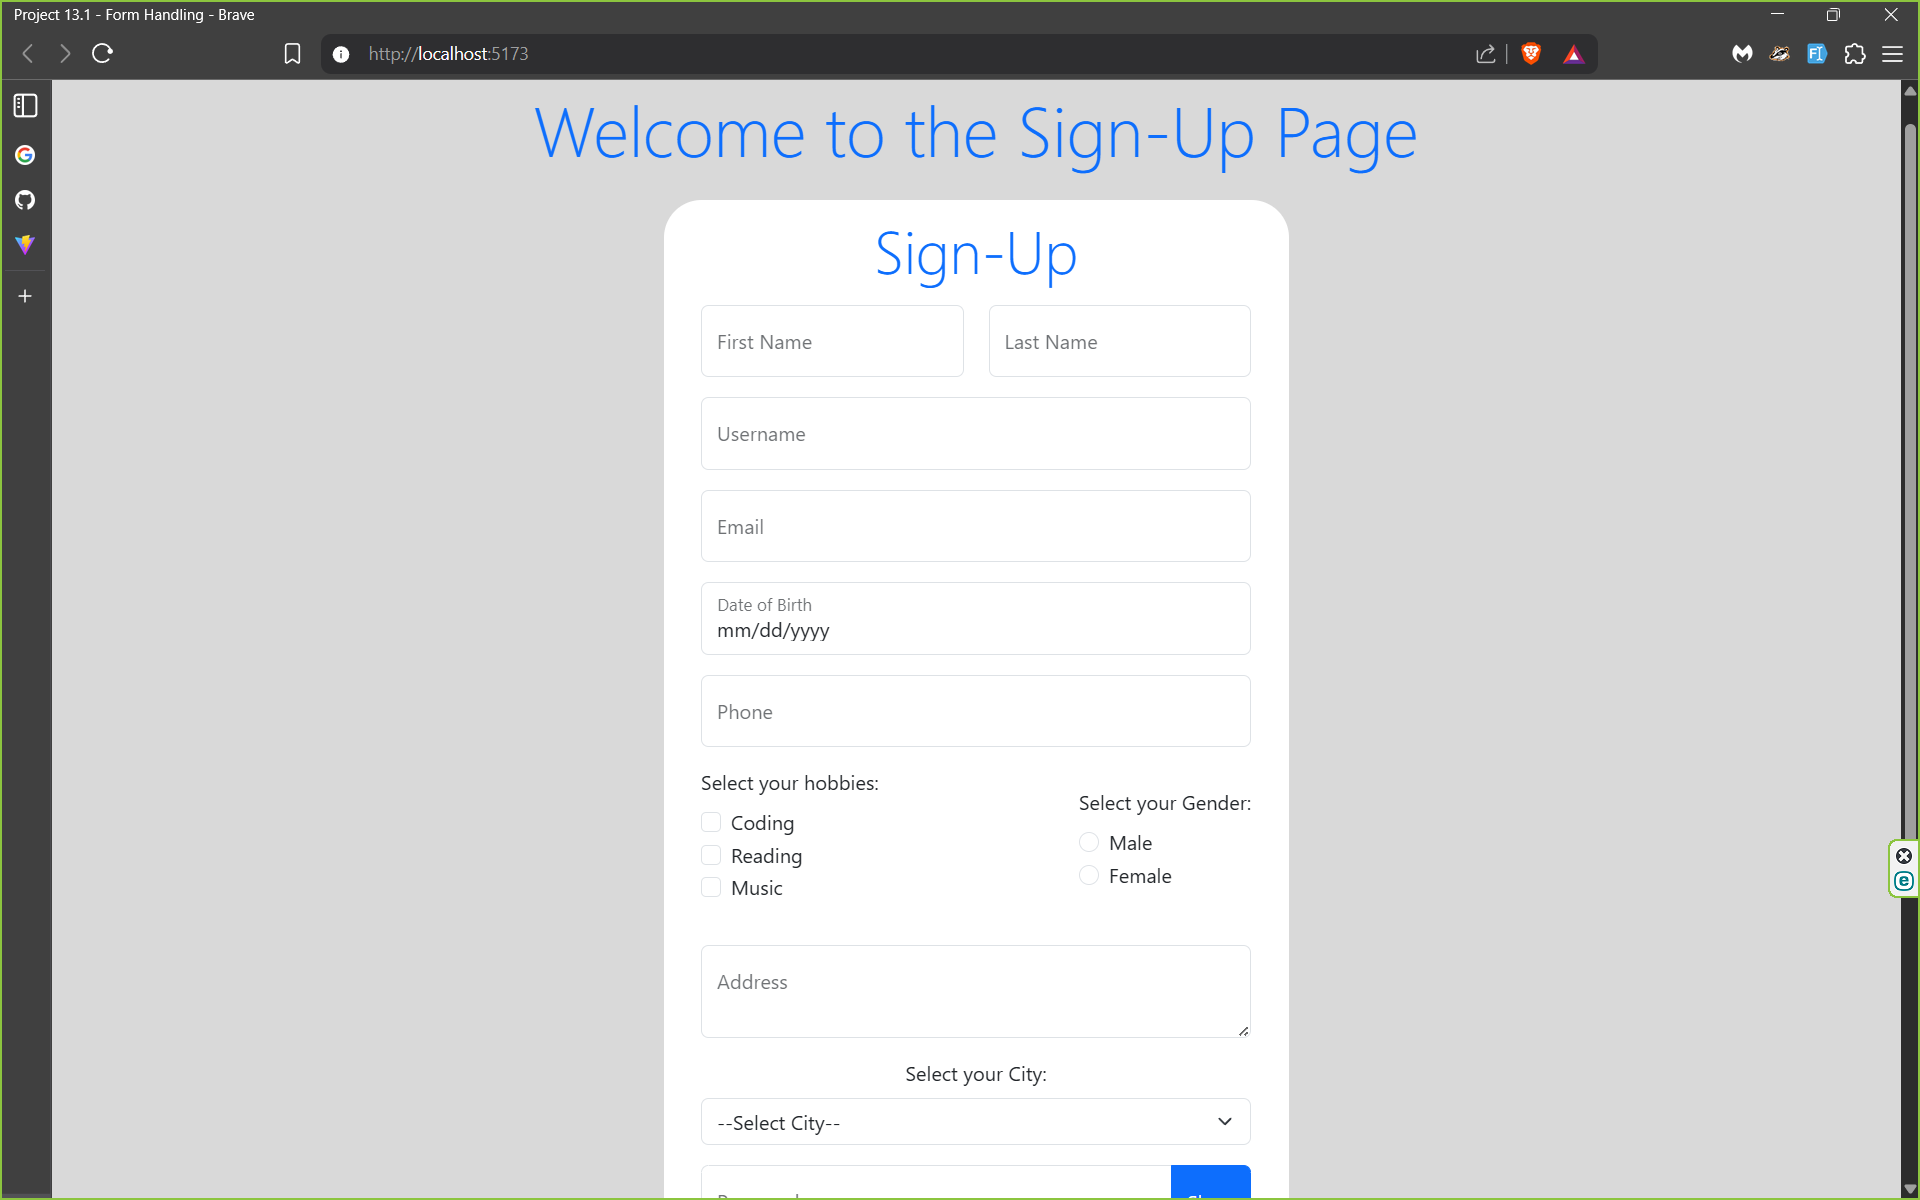 Project 13.1 - Form Handling - Brave
http://localhost:5173
Welcome to the Sign-Up Page
Sign-Up
First Name
Last Name
Username
Email
Date of Birth
mm/dd/yyyy
Phone
Select your hobbies:
Coding
Reading
Music
Select your Gender:
Male
Female
Address
Select your City:
--Select City--